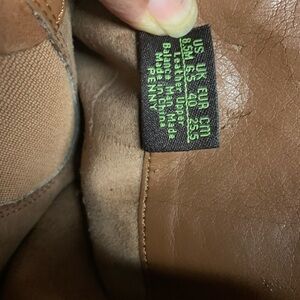 US UK EUR CM
8.5M 6.5 40 25.5
Leather Upper
Balance Man Made
Made in China
PENNY